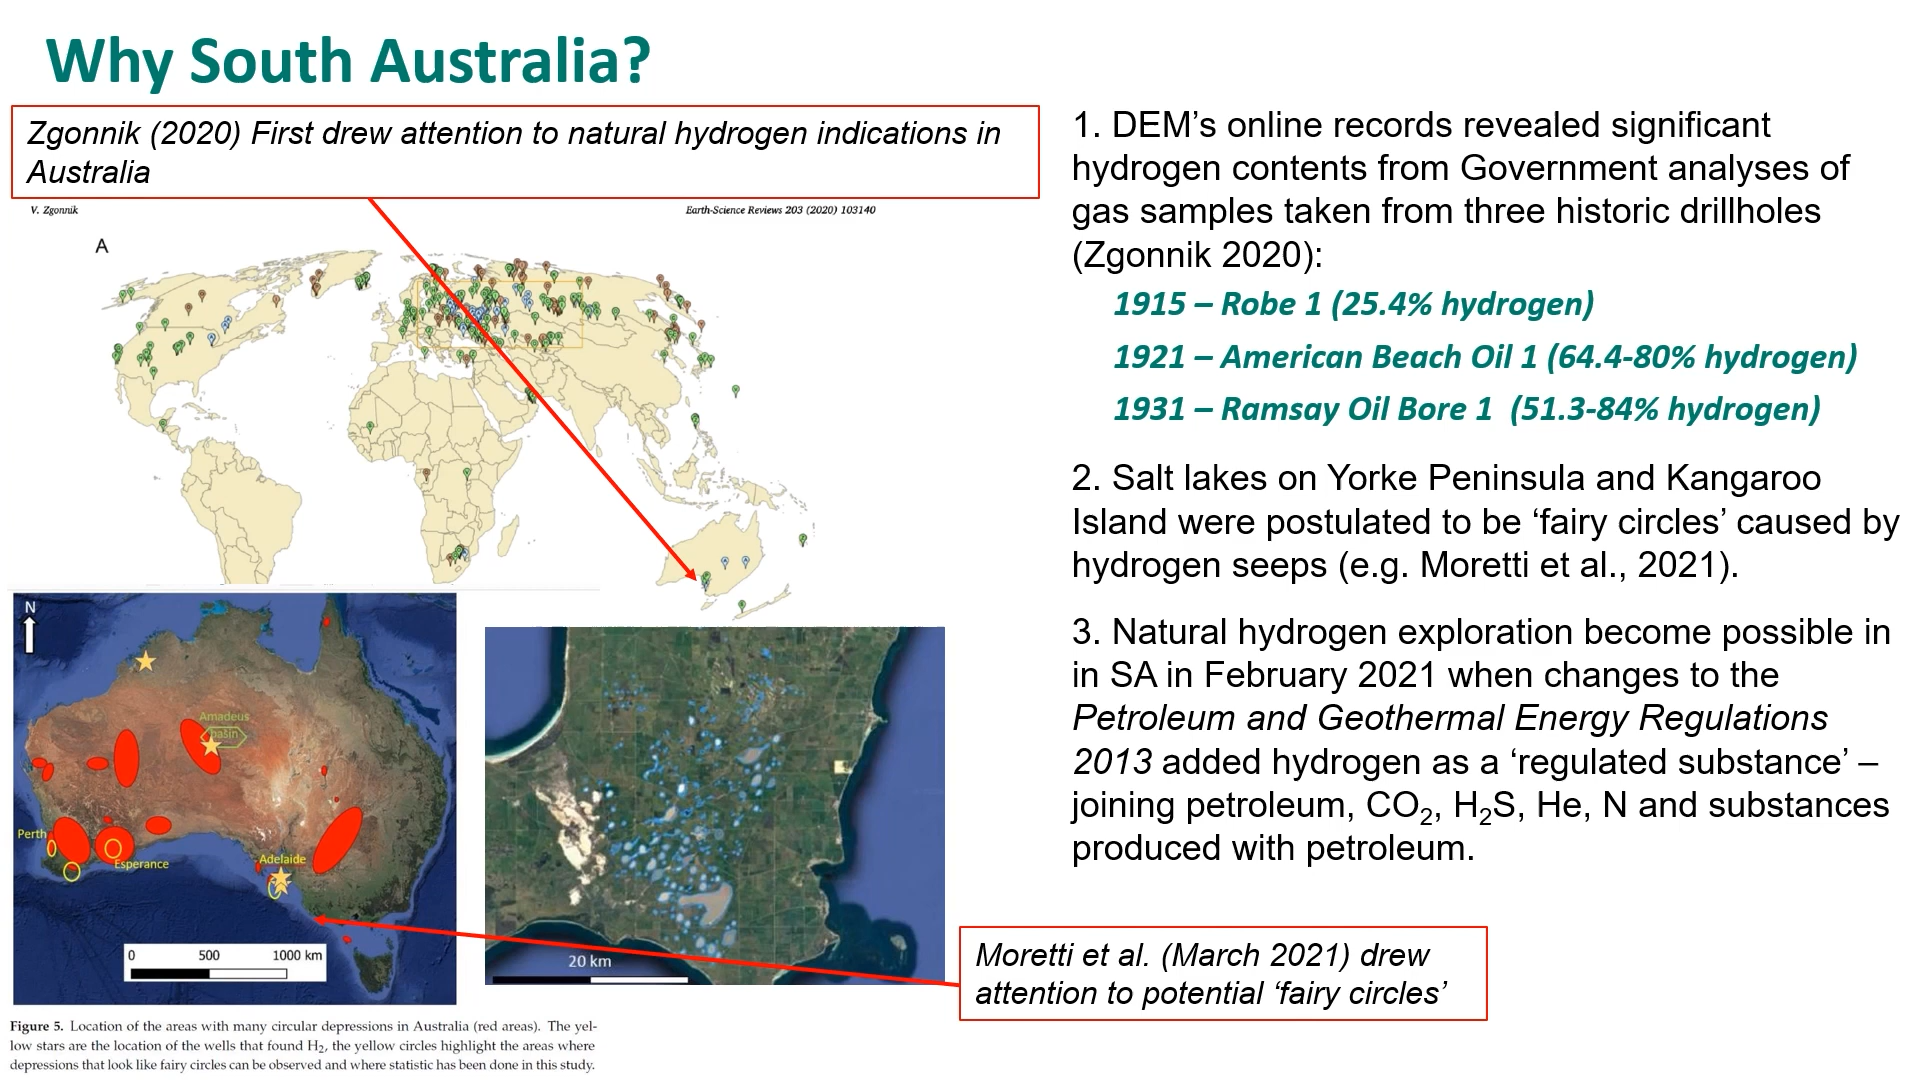 Why South Australia?
Zgonnik (2020) First drew attention to natural hydrogen indications in
Australia
V. Zgonnik
Earth-Science Reviews 203 (2020) 103140
A
1. DEM’s online records revealed significant
hydrogen contents from Government analyses of
gas samples taken from three historic drillholes
(Zgonnik 2020):
1915 – Robe 1 (25.4% hydrogen)
1921 – American Beach Oil 1 (64.4-80% hydrogen)
1931 – Ramsay Oil Bore 1 (51.3-84% hydrogen)
2. Salt lakes on Yorke Peninsula and Kangaroo
Island were postulated to be ‘fairy circles’ caused by
hydrogen seeps (e.g. Moretti et al., 2021).
3. Natural hydrogen exploration become possible in
in SA in February 2021 when changes to the
Petroleum and Geothermal Energy Regulations
2013 added hydrogen as a ‘regulated substance’ –
joining petroleum, CO2, H2S, He, N and substances
produced with petroleum.
N
Amadeus
basin
Perth
Esperance
Adelaide
0 500 1000 km
20 km
Moretti et al. (March 2021) drew
attention to potential ‘fairy circles’
Figure 5. Location of the areas with many circular depressions in Australia (red areas). The yel-
low stars are the location of the wells that found H2, the yellow circles highlight the areas where
depressions that look like fairy circles can be observed and where statistic has been done in this study.